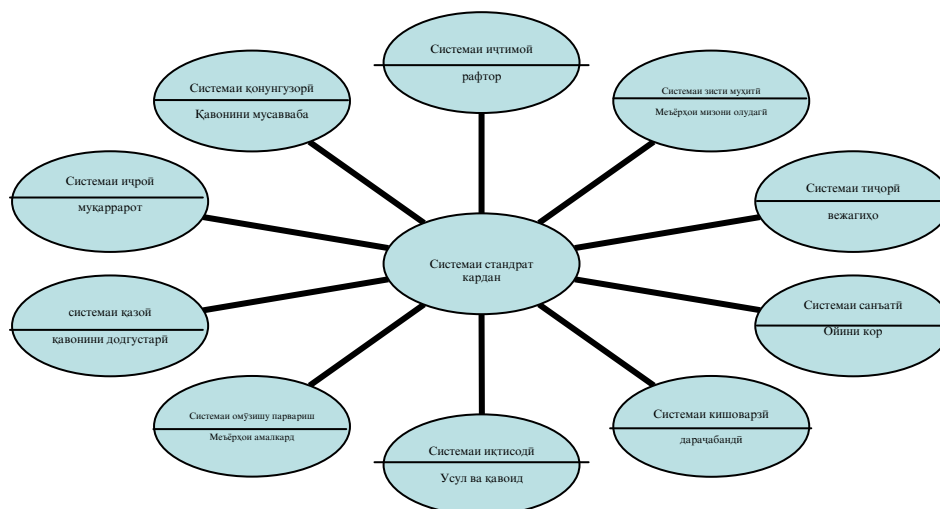 Системаи иҷтимоӣ
рафтор
Системаи қонунгузорӣ
Қавонини мусавваба
Системаи зисти муҳитӣ
Меъёрҳои мизони олудагӣ
Системаи иҷроӣ
муқаррарот
Системаи тиҷорӣ
вежагиҳо
Системаи стандрат
кардан
системаи қазоӣ
қавонини додгустарӣ
Системаи санъатӣ
Ойини кор
Системаи омӯзишу парвариш
Меъёрҳои амалкард
Системаи кишоварзӣ
дараҷабандӣ
Системаи иқтисодӣ
Усул ва қавоид